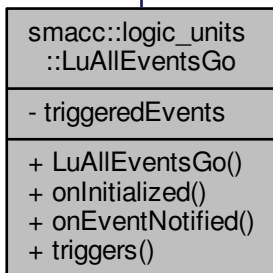 smacc::logic_units
::LuAllEventsGo
- triggeredEvents
+ LuAllEventsGo()
+ onInitialized()
+ onEventNotified()
+ triggers()